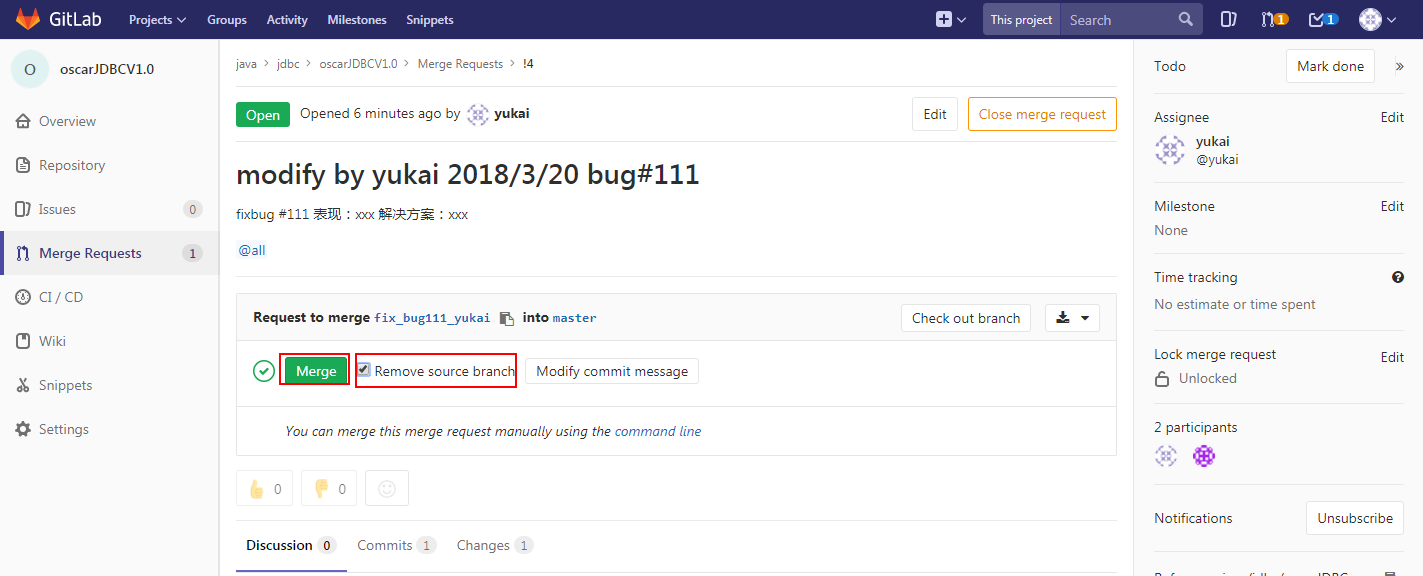 GitLab Projects Groups Activity Milestones Snippets This project Search 1 1
O oscarJDBCV1.0
Overview
Repository
Issues 0
Merge Requests 1
CI / CD
Wiki
Snippets
Settings
java > jdbc > oscarJDBCV1.0 > Merge Requests > !4
Open Opened 6 minutes ago by yukai Edit Close merge request
modify by yukai 2018/3/20 bug#111
fixbug #111 表现：xxx 解决方案：xxx
@all
Request to merge fix_bug111_yukai into master Check out branch
Merge Remove source branch Modify commit message
You can merge this merge request manually using the command line
0 0
Discussion 0 Commits 1 Changes 1
Todo Mark done »
Assignee Edit
yukai
@yukai
Milestone Edit
None
Time tracking
No estimate or time spent
Lock merge request Edit
Unlocked
2 participants
Notifications Unsubscribe